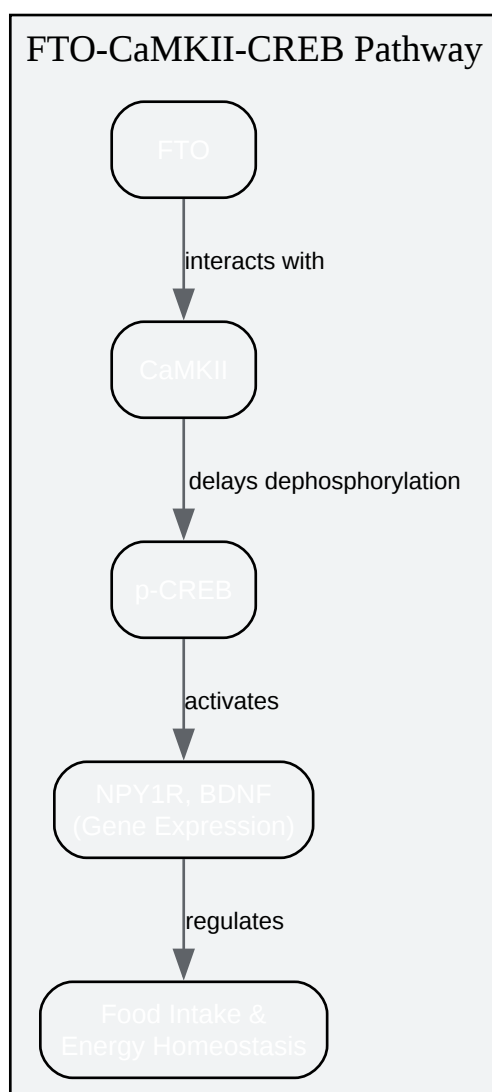 FTO-CaMKII-CREB Pathway
FTO
interacts with
CaMKII
delays dephosphorylation
p-CREB
activates
NPY1R, BDNF
(Gene Expression)
regulates
Food Intake &
Energy Homeostasis